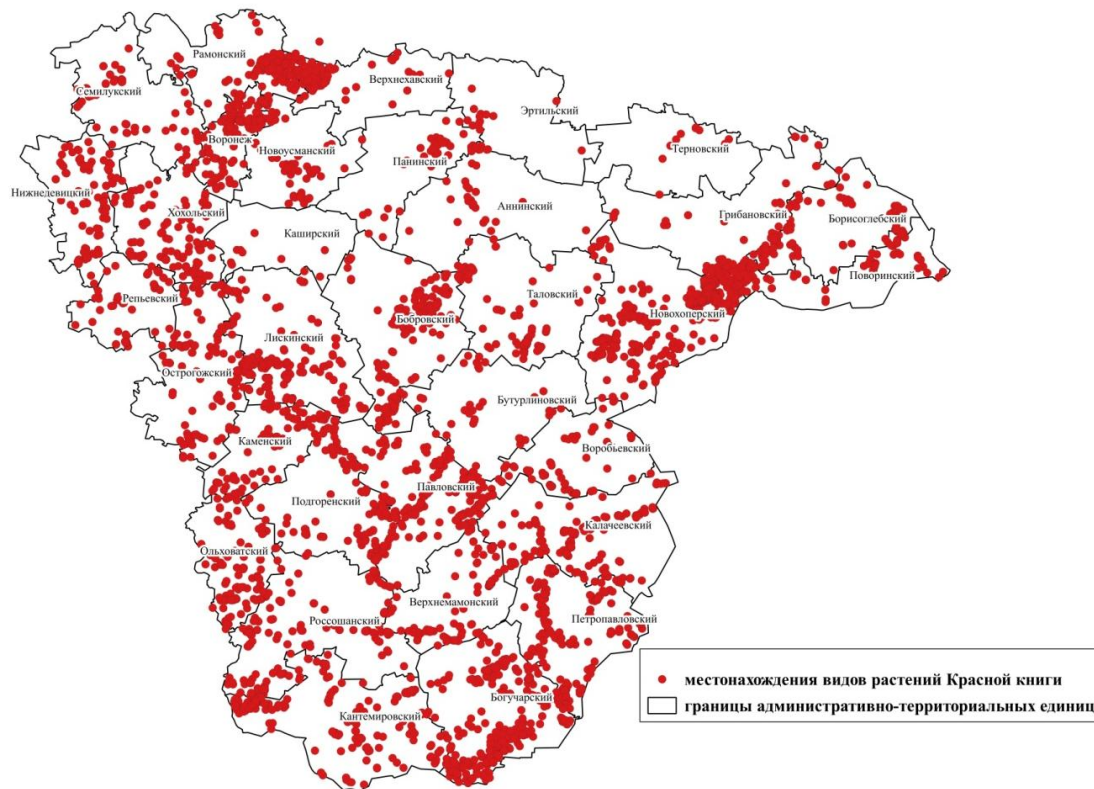 Рамонский
Верхнехавский
Семилукский
Эртильский
Воронеж
Новоусманский
Терновский
Панинский
Нижнедевицкий
Хохольский
Аннинский
Грибановский
Борисоглебский
Каширский
Поворинский
Репьевский
Таловский
Новохоперский
Бобровский
Лискинский
Острогожский
Бутурлиновский
Каменский
Воробьевский
Павловский
Подгоренский
Калачеевский
Ольховатский
Верхнемамонский
Россошанский
Петропавловский
Богучарский
Кантемировский
местонахождения видов растений Красной книги
границы административно-территориальных единиц